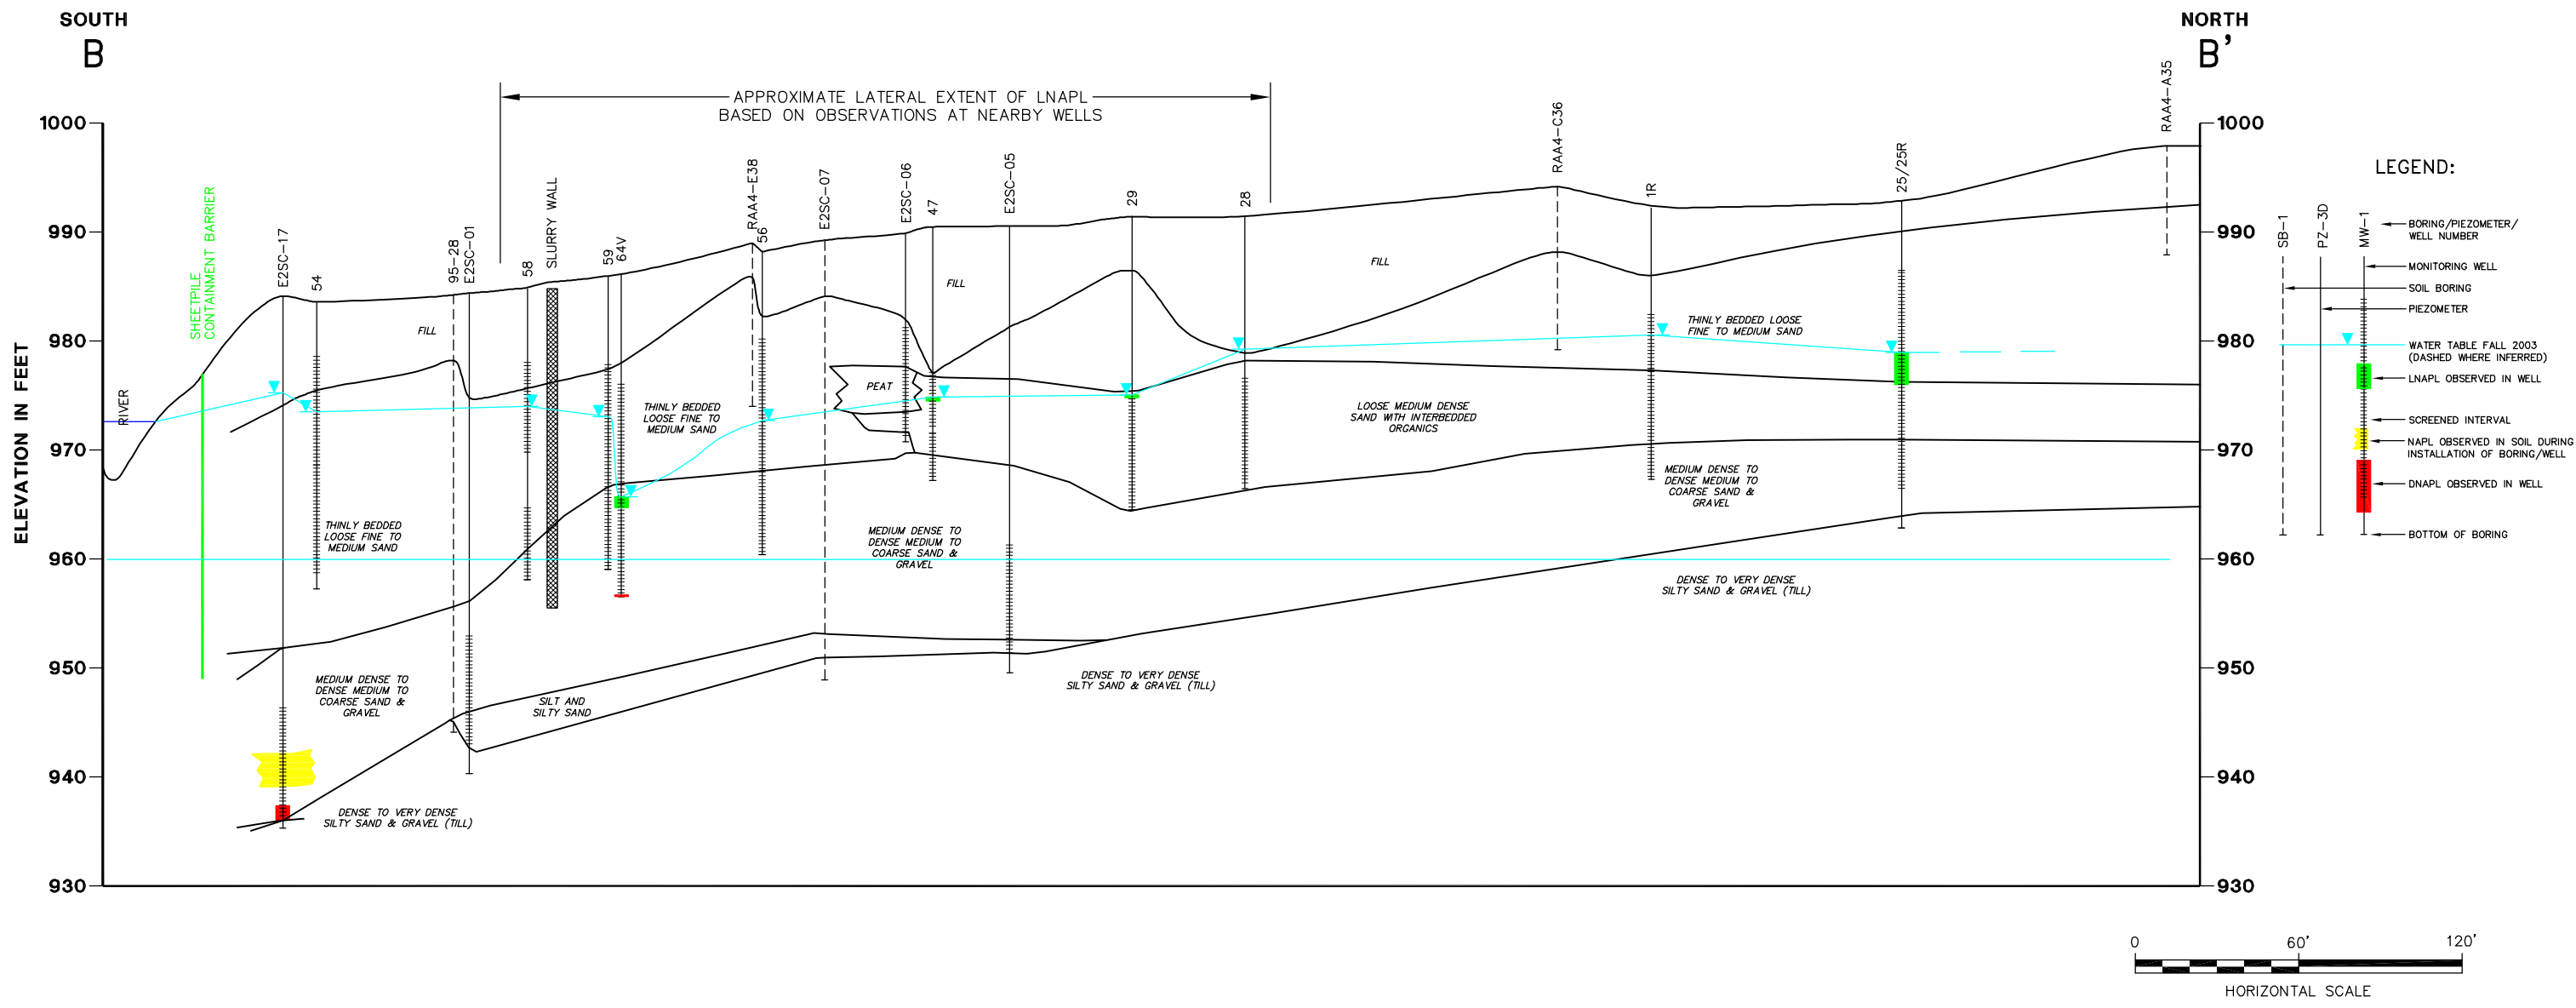 SOUTH
B
NORTH
B'
APPROXIMATE LATERAL EXTENT OF LNAPL
BASED ON OBSERVATIONS AT NEARBY WELLS
ELEVATION IN FEET
1000
990
980
970
960
950
940
930
1000
990
980
970
960
950
940
930
RIVER
SHEETPILE
CONTAINMENT BARRIER
E2SC-17
54
95-28
E2SC-01
58
SLURRY WALL
59
64V
RAA4-E38
56
E2SC-07
E2SC-06
47
E2SC-05
29
28
RAA4-C36
1R
25/25R
RAA4-A35
FILL
FILL
FILL
PEAT
THINLY BEDDED
LOOSE FINE TO
MEDIUM SAND
THINLY BEDDED
LOOSE FINE TO
MEDIUM SAND
THINLY BEDDED LOOSE
FINE TO MEDIUM SAND
LOOSE MEDIUM DENSE
SAND WITH INTERBEDDED
ORGANICS
MEDIUM DENSE TO
DENSE MEDIUM TO
COARSE SAND &
GRAVEL
MEDIUM DENSE TO
DENSE MEDIUM TO
COARSE SAND &
GRAVEL
MEDIUM DENSE TO
DENSE MEDIUM TO
COARSE SAND &
GRAVEL
SILT AND
SILTY SAND
DENSE TO VERY DENSE
SILTY SAND & GRAVEL (TILL)
DENSE TO VERY DENSE
SILTY SAND & GRAVEL (TILL)
DENSE TO VERY DENSE
SILTY SAND & GRAVEL (TILL)
LEGEND:
SB-1
PZ-3D
MW-1
BORING/PIEZOMETER/
WELL NUMBER
MONITORING WELL
SOIL BORING
PIEZOMETER
WATER TABLE FALL 2003
(DASHED WHERE INFERRED)
LNAPL OBSERVED IN WELL
SCREENED INTERVAL
NAPL OBSERVED IN SOIL DURING
INSTALLATION OF BORING/WELL
DNAPL OBSERVED IN WELL
BOTTOM OF BORING
0 60' 120'
HORIZONTAL SCALE